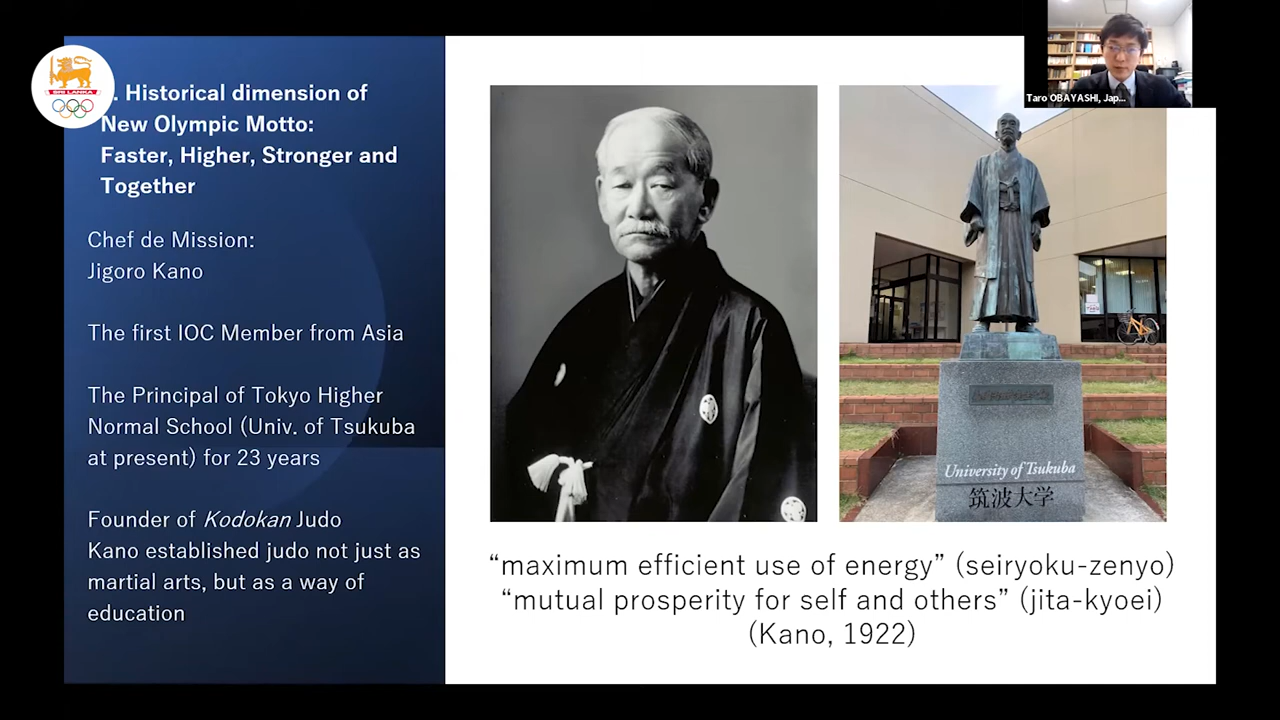 SRI LANKA
. Historical dimension of
New Olympic Motto:
Faster, Higher, Stronger and
Together
Chef de Mission:
Jigoro Kano
The first IOC Member from Asia
The Principal of Tokyo Higher
Normal School (Univ. of Tsukuba
at present) for 23 years
Founder of Kodokan Judo
Kano established judo not just as
martial arts, but as a way of
education
Taro OBAYASHI, Jap...
University of Tsukuba
筑波大学
“maximum efficient use of energy” (seiryoku-zenyo)
“mutual prosperity for self and others” (jita-kyoei)
(Kano, 1922)